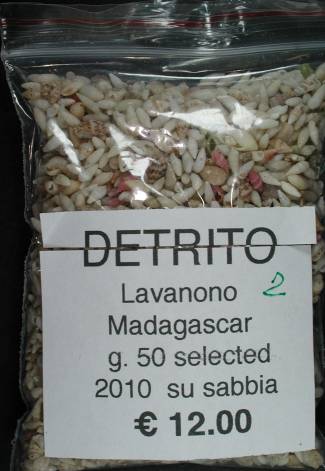 DETRITO
Lavanono 2
Madagascar
g. 50 selected
2010 su sabbia
€ 12.00